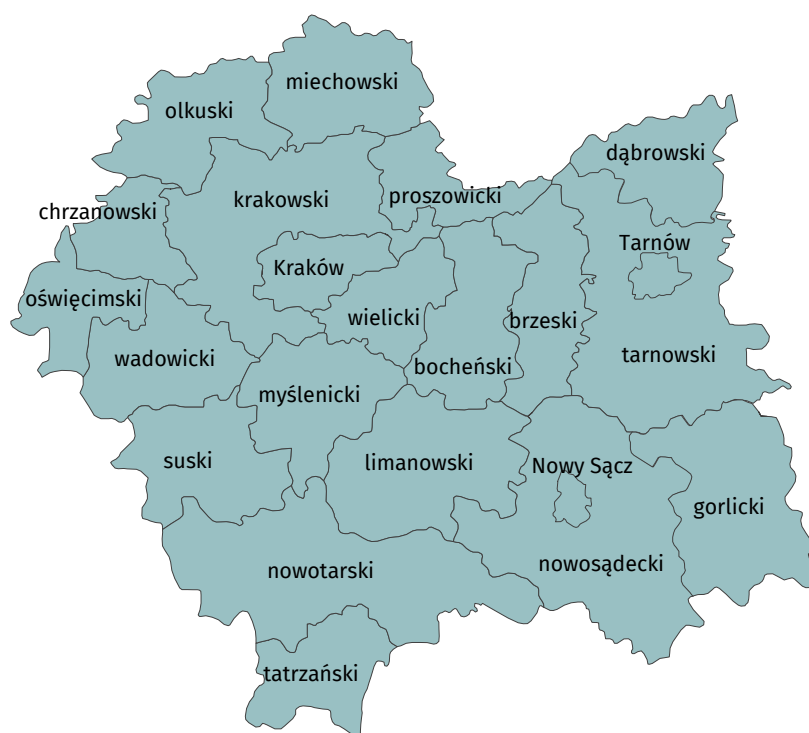 miechowski
olkuski
dąbrowski
proszowicki
krakowski
chrzanowski
Tarnów
Kraków
oświęcimski
wielicki
brzeski
wadowicki
bocheński
tarnowski
myślenicki
suski
limanowski
Nowy Sącz
gorlicki
nowotarski
nowosądecki
tatrzański